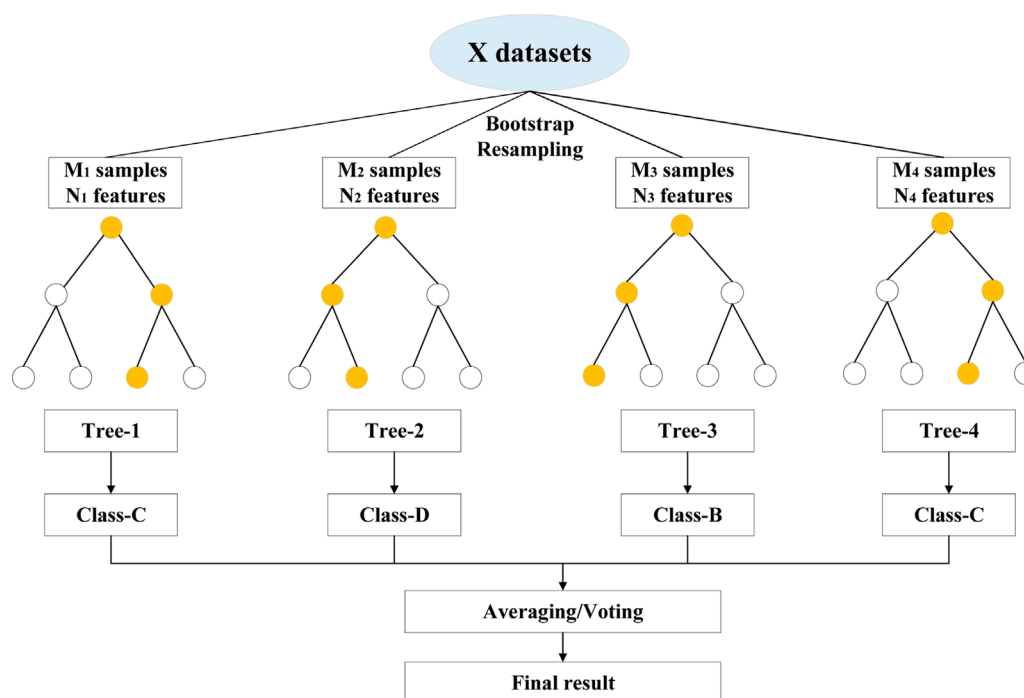 X datasets
Bootstrap
Resampling
M1 samples
N1 features
M2 samples
N2 features
M3 samples
N3 features
M4 samples
N4 features
Tree-1
Tree-2
Tree-3
Tree-4
Class-C
Class-D
Class-B
Class-C
Averaging/Voting
Final result